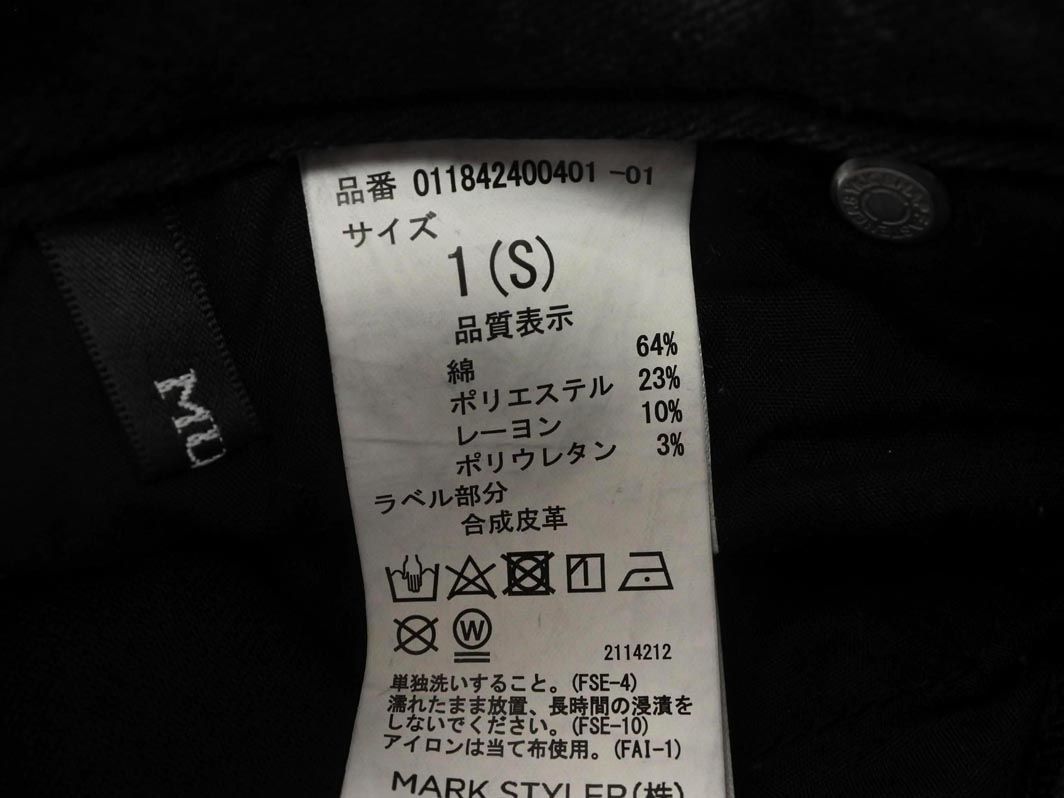 品番 011842400401 -01
サイズ
1(S)
品質表示
綿 64%
ポリエステル 23%
レーヨン 10%
ポリウレタン 3%
ラベル部分
合成皮革
W
2114212
単独洗いすること。(FSE-4)
濡れたまま放置、長時間の浸漬を
しないでください。(FSE-10)
アイロンは当て布使用。(FAI-1)
MARK STYLER(株)